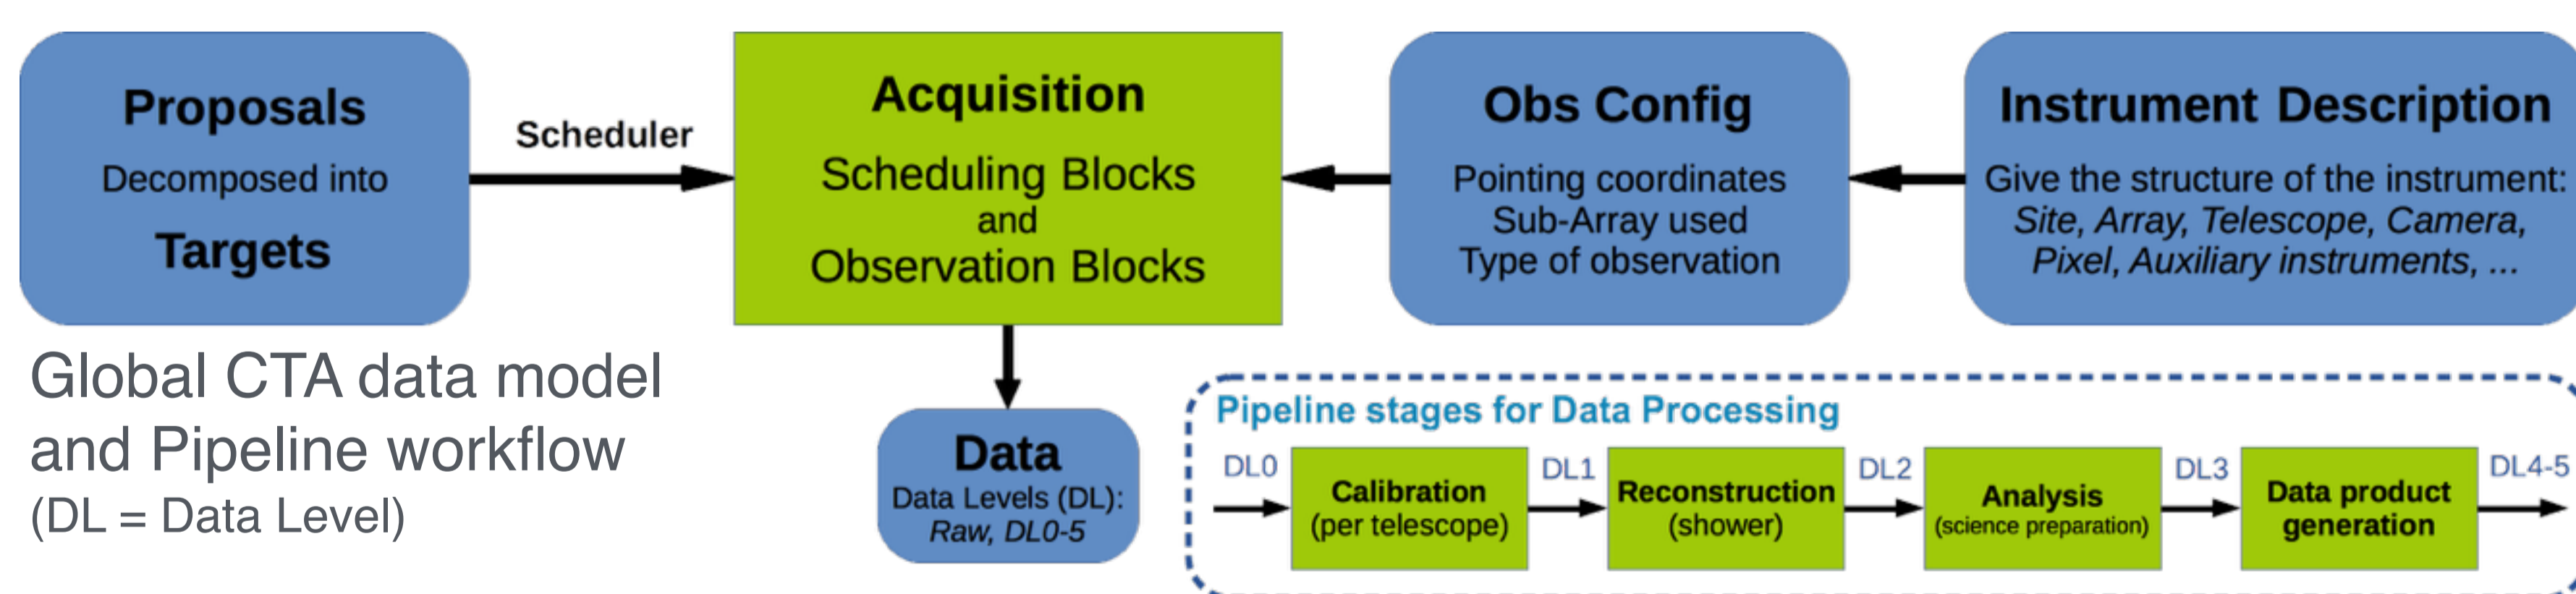 Proposals
Decomposed into
Targets
Scheduler
Acquisition
Scheduling Blocks
and
Observation Blocks
Obs Config
Pointing coordinates
Sub-Array used
Type of observation
Instrument Description
Give the structure of the instrument:
Site, Array, Telescope, Camera,
Pixel, Auxiliary instruments, ...
Global CTA data model
and Pipeline workflow
(DL = Data Level)
Data
Data Levels (DL):
Raw, DL0-5
Pipeline stages for Data Processing
DL0
Calibration
(per telescope)
DL1
Reconstruction
(shower)
DL2
Analysis
(science preparation)
DL3
Data product
generation
DL4-5